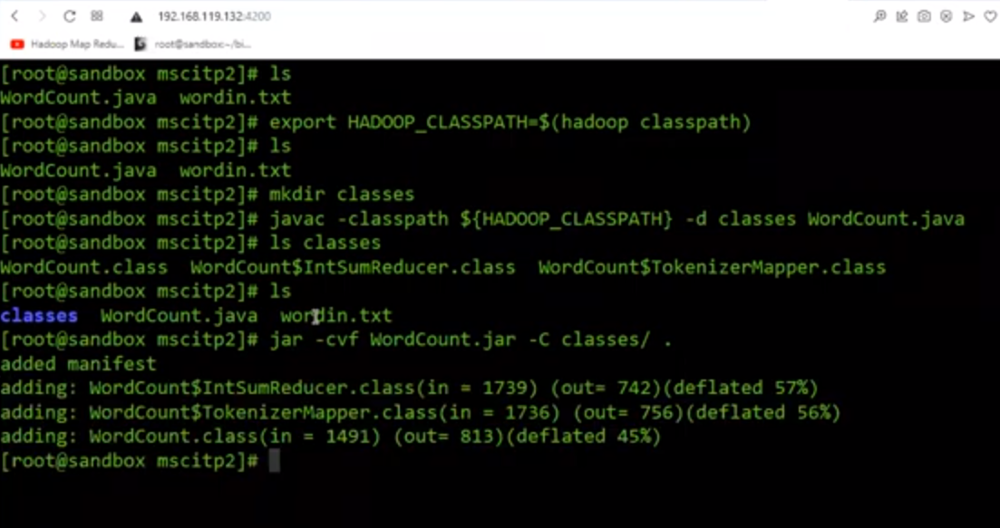 192.168.119.132:4200
Hadoop Map Redu... root@sandbox:~/bi...
[root@sandbox mscitp2]# ls
WordCount.java  wordin.txt
[root@sandbox mscitp2]# export HADOOP_CLASSPATH=$(hadoop classpath)
[root@sandbox mscitp2]# ls
WordCount.java  wordin.txt
[root@sandbox mscitp2]# mkdir classes
[root@sandbox mscitp2]# javac -classpath ${HADOOP_CLASSPATH} -d classes WordCount.java
[root@sandbox mscitp2]# ls classes
WordCount.class  WordCount$IntSumReducer.class  WordCount$TokenizerMapper.class
[root@sandbox mscitp2]# ls
classes  WordCount.java  wordin.txt
[root@sandbox mscitp2]# jar -cvf WordCount.jar -C classes/ .
added manifest
adding: WordCount$IntSumReducer.class(in = 1739) (out= 742)(deflated 57%)
adding: WordCount$TokenizerMapper.class(in = 1736) (out= 756)(deflated 56%)
adding: WordCount.class(in = 1491) (out= 813)(deflated 45%)
[root@sandbox mscitp2]#